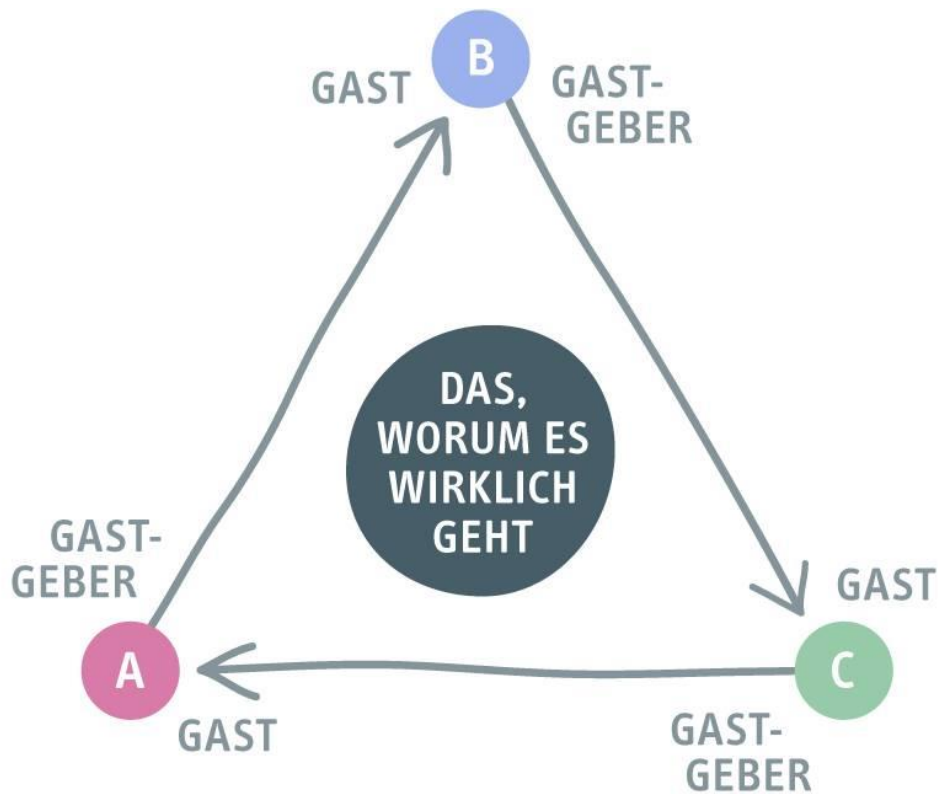 B
GAST
GAST-
GEBER
DAS,
WORUM ES
WIRKLICH
GEHT
GAST-
GEBER
GAST
A
C
GAST
GAST-
GEBER